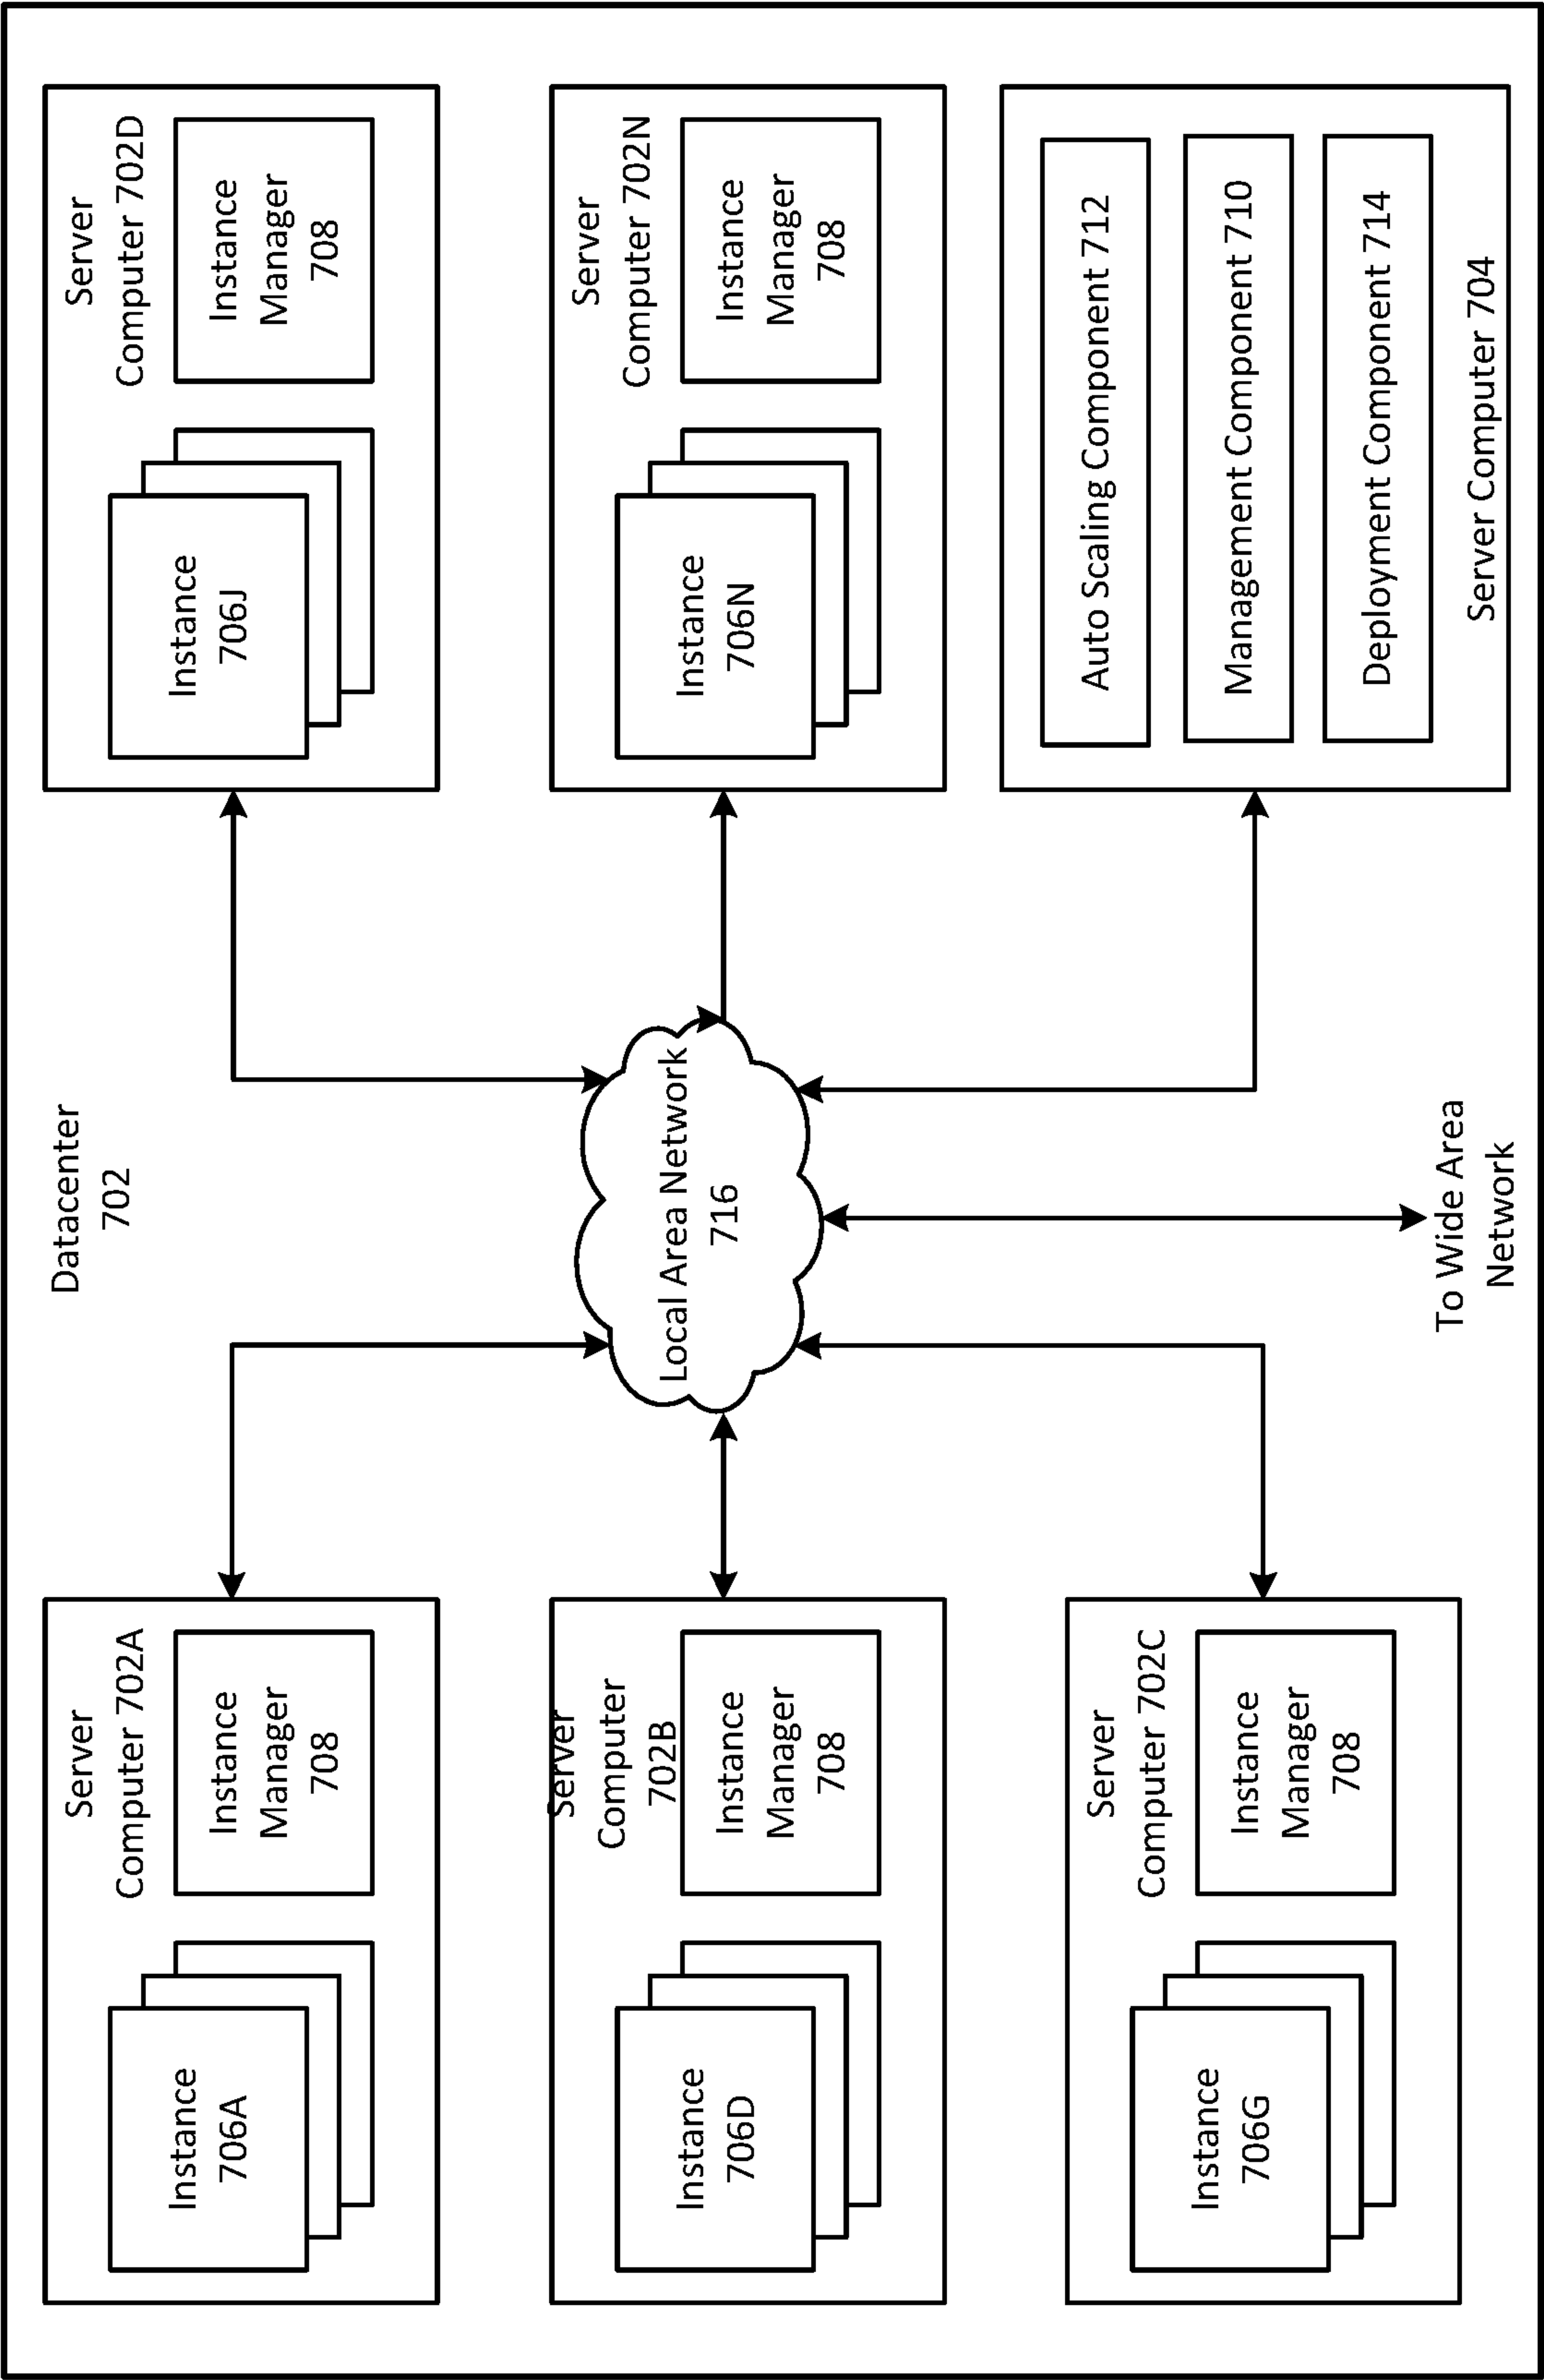 Datacenter
702
Server
Computer 702A
Instance
706A
Instance
Manager
708
Server
Computer
702B
Instance
706D
Instance
Manager
708
Server
Computer 702C
Instance
706G
Instance
Manager
708
Local Area Network
716
To Wide Area
Network
Server
Computer 702D
Instance
706J
Instance
Manager
708
Server
Computer 702N
Instance
706N
Instance
Manager
708
Auto Scaling Component 712
Management Component 710
Deployment Component 714
Server Computer 704